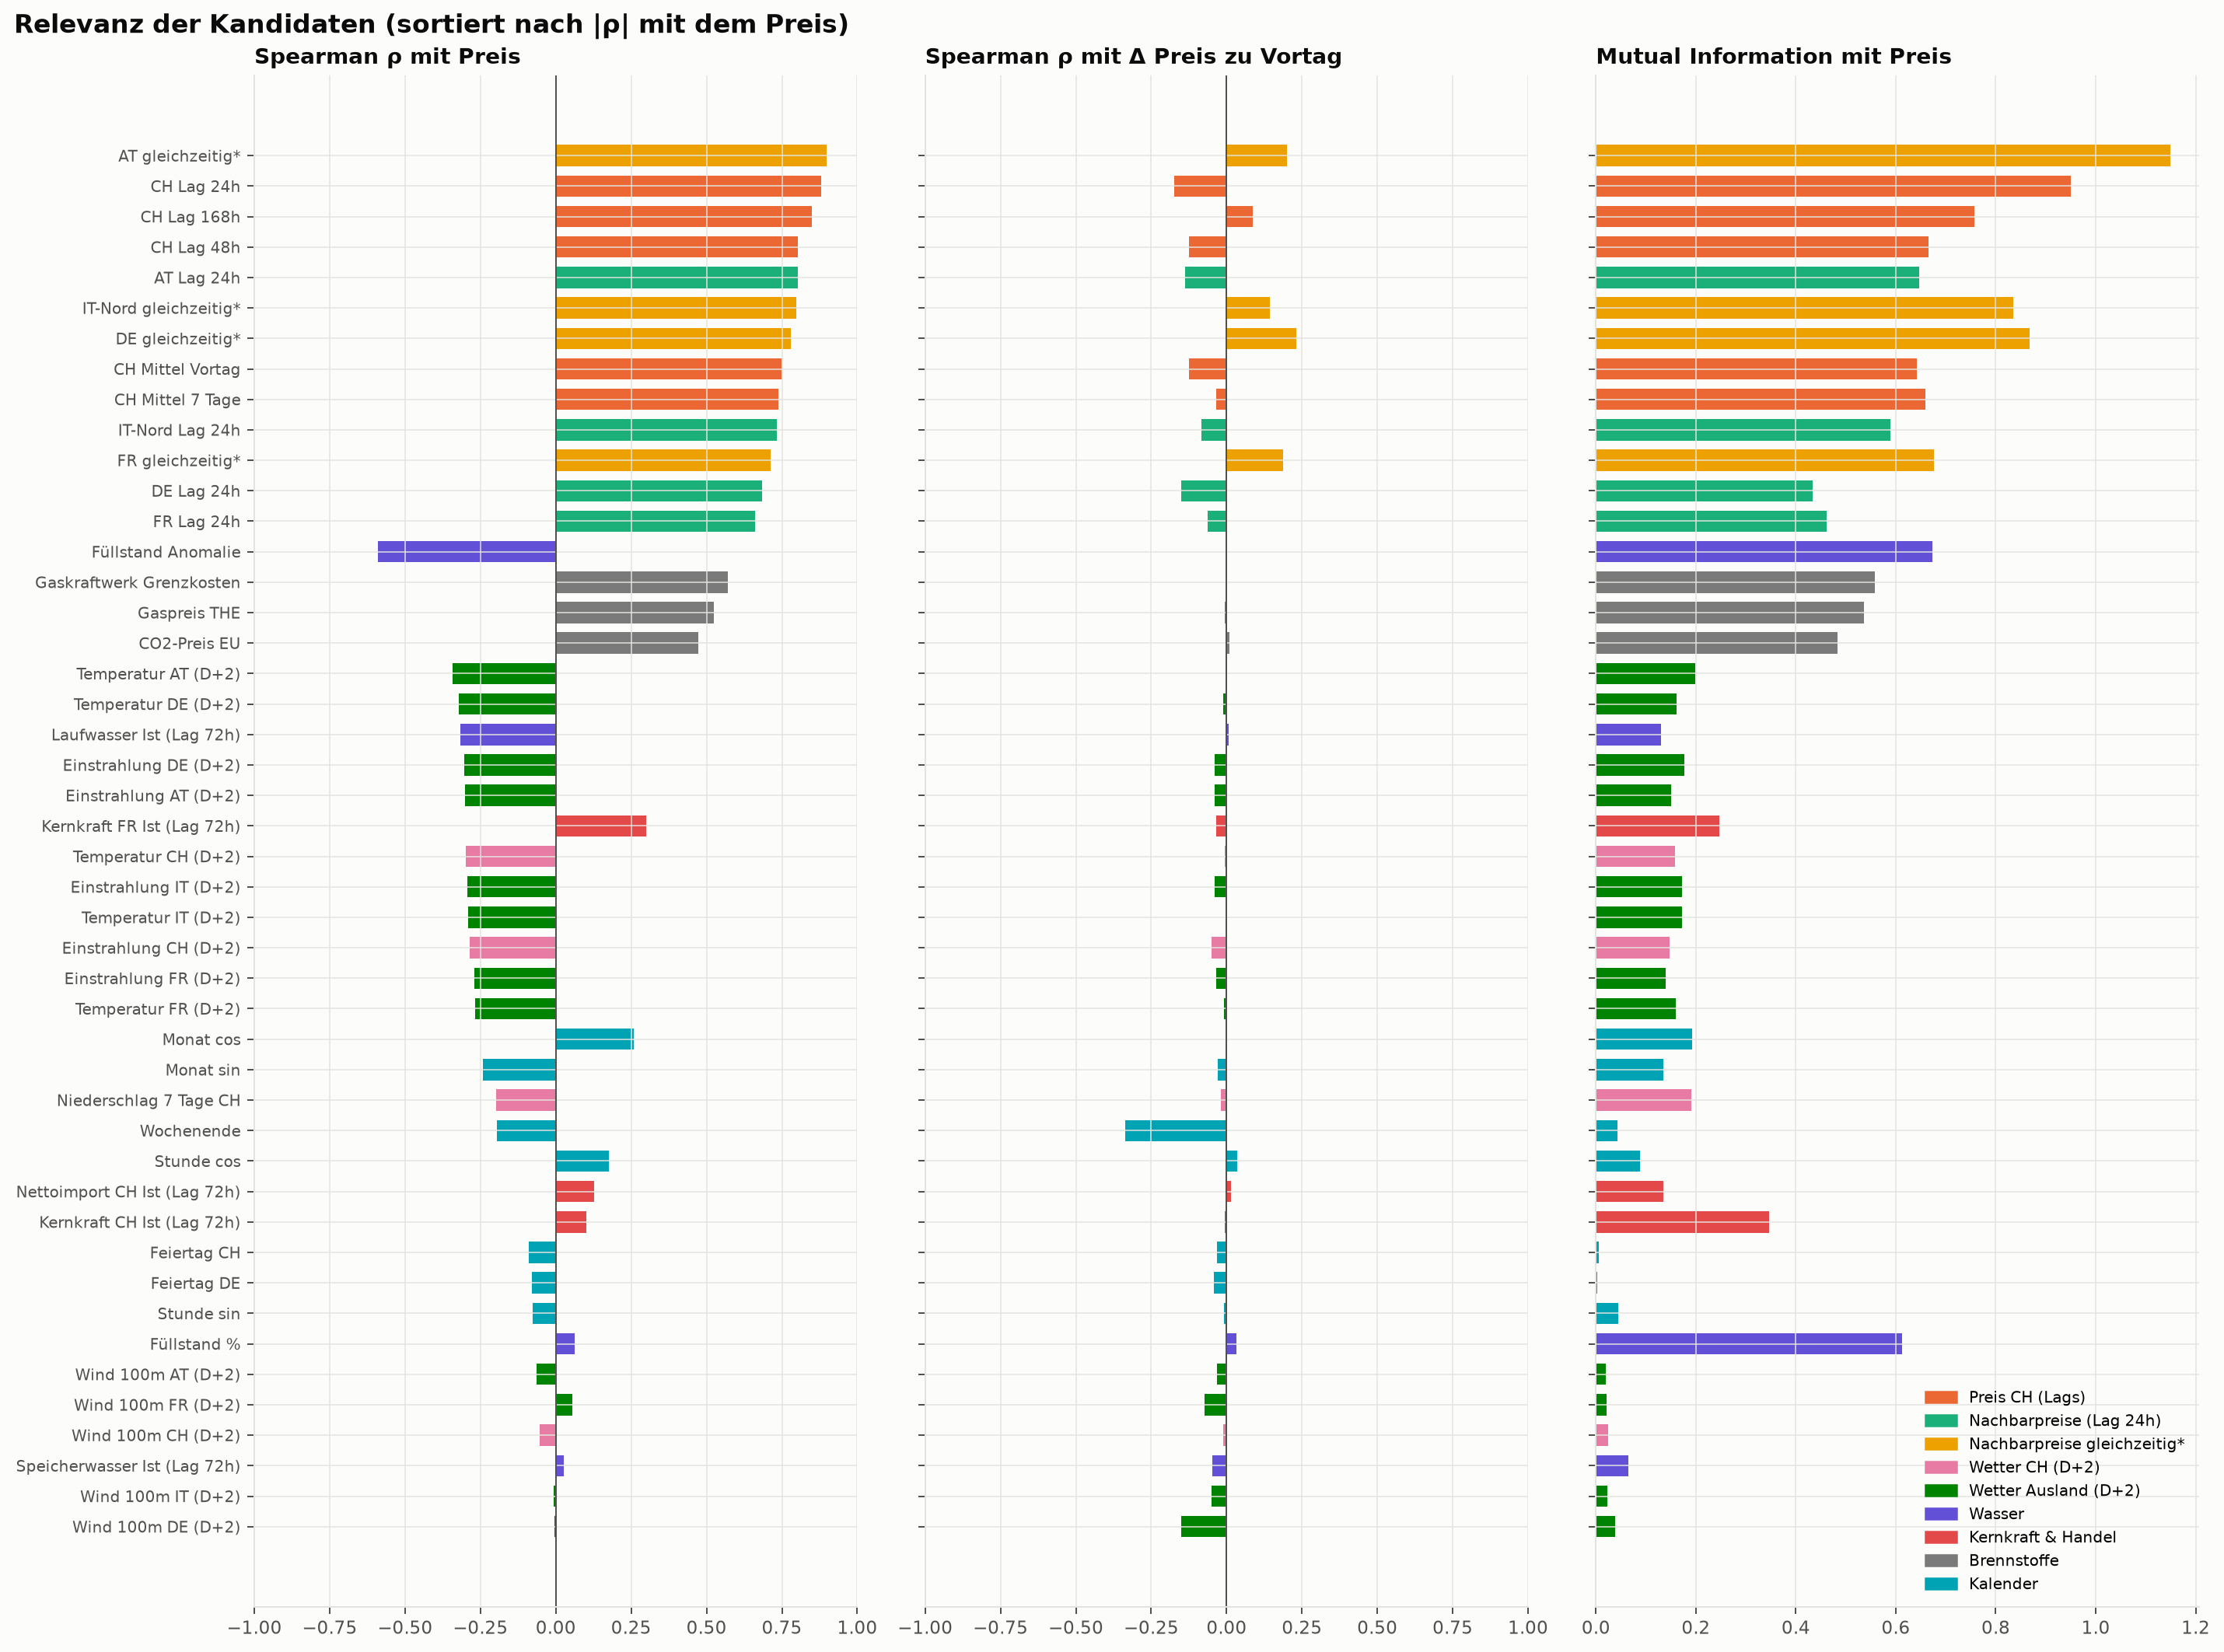 Relevanz der Kandidaten (sortiert nach |ρ| mit dem Preis)
Spearman ρ mit Preis
Spearman ρ mit Δ Preis zu Vortag
Mutual Information mit Preis
AT gleichzeitig*
CH Lag 24h
CH Lag 168h
CH Lag 48h
AT Lag 24h
IT-Nord gleichzeitig*
DE gleichzeitig*
CH Mittel Vortag
CH Mittel 7 Tage
IT-Nord Lag 24h
FR gleichzeitig*
DE Lag 24h
FR Lag 24h
Füllstand Anomalie
Gaskraftwerk Grenzkosten
Gaspreis THE
CO2-Preis EU
Temperatur AT (D+2)
Temperatur DE (D+2)
Laufwasser Ist (Lag 72h)
Einstrahlung DE (D+2)
Einstrahlung AT (D+2)
Kernkraft FR Ist (Lag 72h)
Temperatur CH (D+2)
Einstrahlung IT (D+2)
Temperatur IT (D+2)
Einstrahlung CH (D+2)
Einstrahlung FR (D+2)
Temperatur FR (D+2)
Monat cos
Monat sin
Niederschlag 7 Tage CH
Wochenende
Stunde cos
Nettoimport CH Ist (Lag 72h)
Kernkraft CH Ist (Lag 72h)
Feiertag CH
Feiertag DE
Stunde sin
Füllstand %
Wind 100m AT (D+2)
Wind 100m FR (D+2)
Wind 100m CH (D+2)
Speicherwasser Ist (Lag 72h)
Wind 100m IT (D+2)
Wind 100m DE (D+2)
Preis CH (Lags)
Nachbarpreise (Lag 24h)
Nachbarpreise gleichzeitig*
Wetter CH (D+2)
Wetter Ausland (D+2)
Wasser
Kernkraft & Handel
Brennstoffe
Kalender
−1.00 −0.75 −0.50 −0.25 0.00 0.25 0.50 0.75 1.00
−1.00 −0.75 −0.50 −0.25 0.00 0.25 0.50 0.75 1.00
0.0 0.2 0.4 0.6 0.8 1.0 1.2